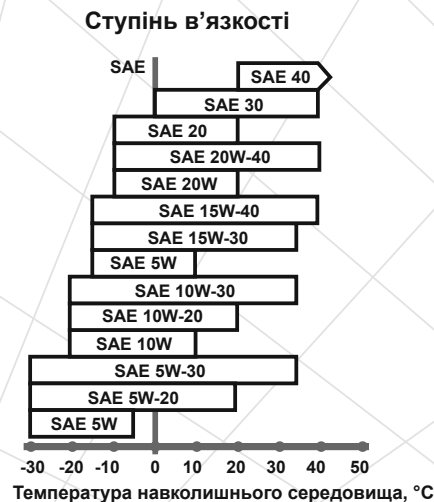 Ступінь в’язкості
SAE
SAE 40
SAE 30
SAE 20
SAE 20W-40
SAE 20W
SAE 15W-40
SAE 15W-30
SAE 5W
SAE 10W-30
SAE 10W-20
SAE 10W
SAE 5W-30
SAE 5W-20
SAE 5W
-30 -20 0 10 20 30 40 50
Температура навколишнього середовища, °C